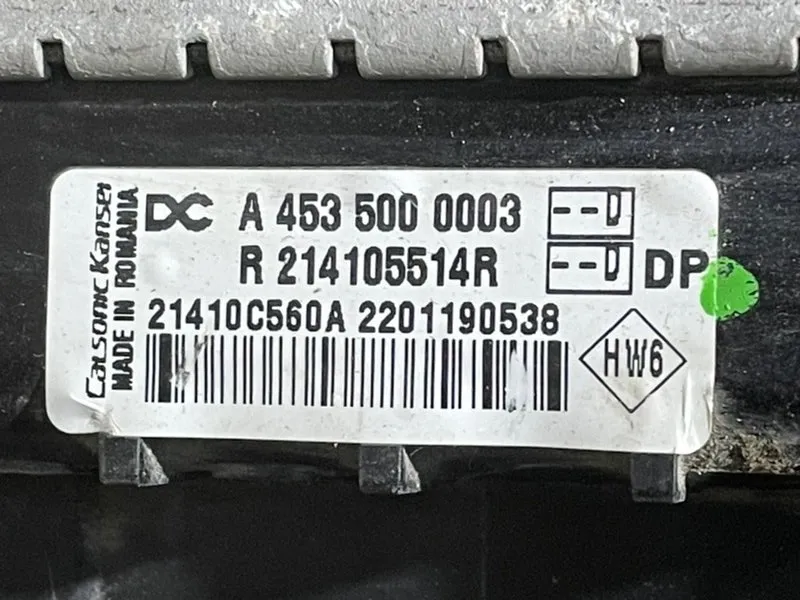 Calsonic Kansei
MADE IN ROMANIA
DC A 453 500 0003
R 214105514R
DP
21410C560A 2201190538
HW6